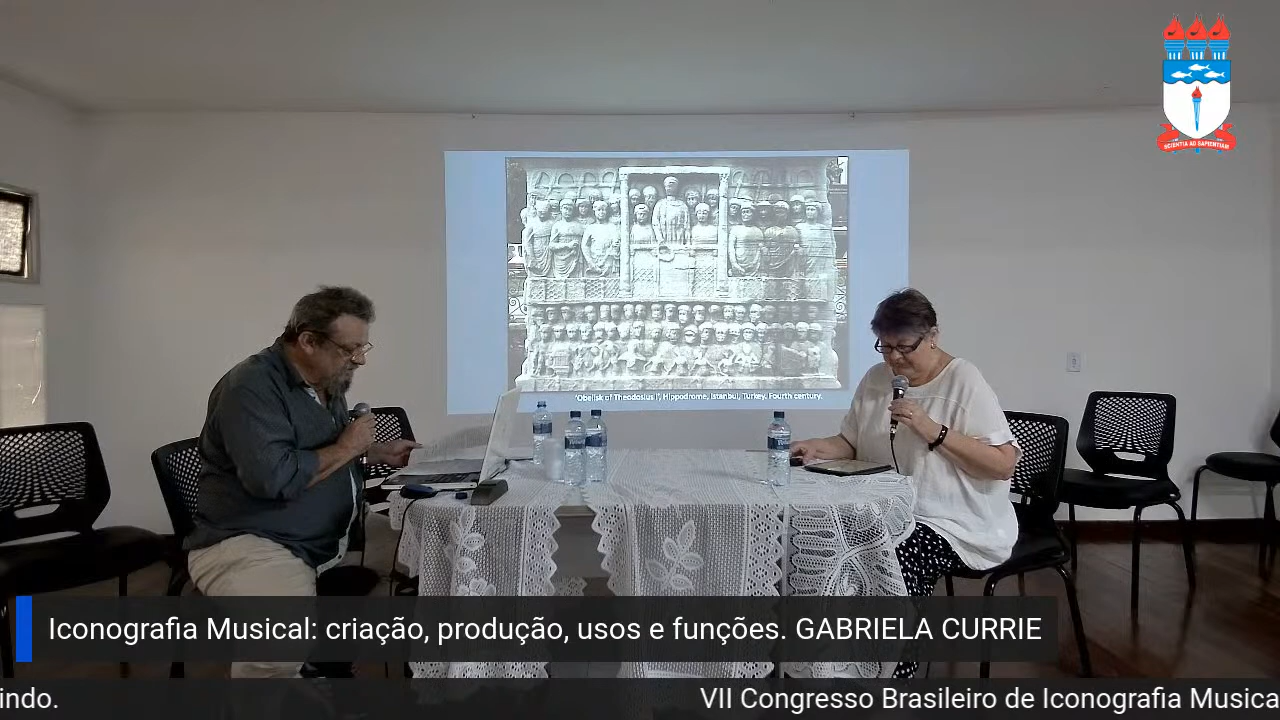 SCIENTIA AD SAPIENTIAM
'Obelisk of Theodosius I', Hippodrome, Istanbul, Turkey. Fourth century.
Iconografia Musical: criação, produção, usos e funções. GABRIELA CURRIE
indo. VII Congresso Brasileiro de Iconografia Musica